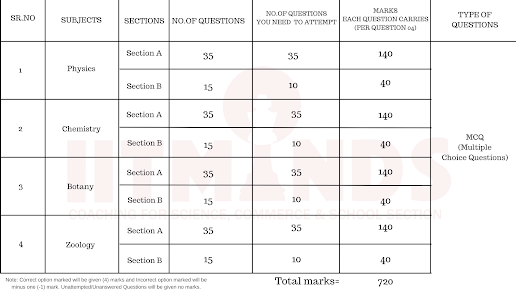 SR.NO SUBJECTS SECTIONS NO.OF QUESTIONS NO.OF QUESTIONS YOU NEED TO ATTEMPT MARKS EACH QUESTION CARRIES (PER QUESTION 04) TYPE OF QUESTIONS
1 Physics Section A 35 35 140
Section B 15 10 40
2 Chemistry Section A 35 35 140
Section B 15 10 40
MCQ
(Multiple
Choice Questions)
3 Botany Section A 35 35 140
Section B 15 10 40
4 Zoology Section A 35 35 140
Section B 15 10 40
Total marks= 720
Note: Correct option marked will be given (4) marks and Incorrect option marked will be
minus one (-1) mark. Unattempted/Unanswered Questions will be given no marks.
IITMINDS
COACHING FOR SCIENCE, COMMERCE & SCHOOL SECTION